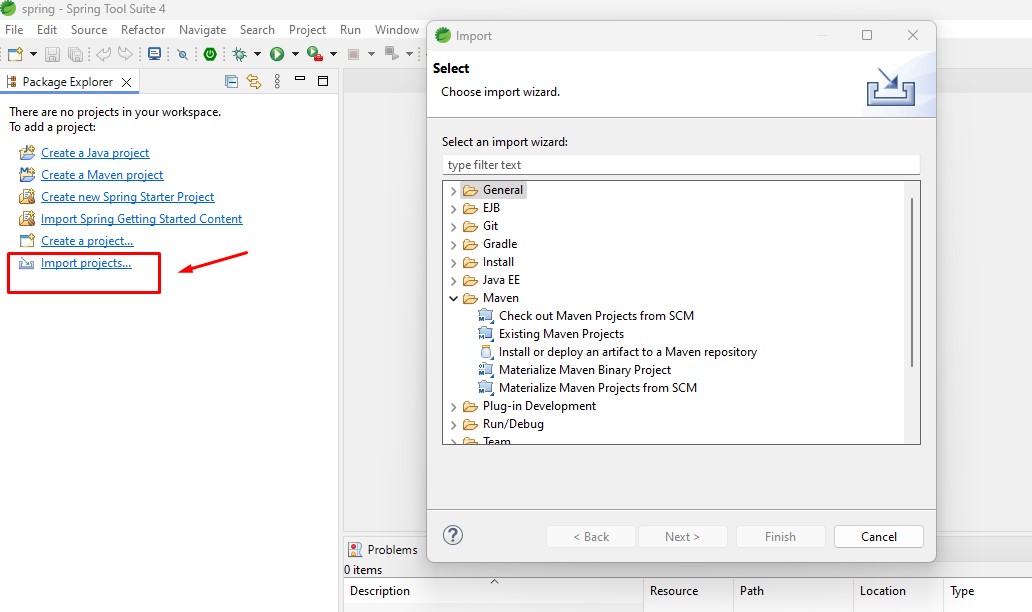 spring - Spring Tool Suite 4
File Edit Source Refactor Navigate Search Project Run Window
Package Explorer
There are no projects in your workspace.
To add a project:
Create a Java project
Create a Maven project
Create new Spring Starter Project
Import Spring Getting Started Content
Create a project...
Import projects...
Import
Select
Choose import wizard.
Select an import wizard:
type filter text
General
EJB
Git
Gradle
Install
Java EE
Maven
Check out Maven Projects from SCM
Existing Maven Projects
Install or deploy an artifact to a Maven repository
Materialize Maven Binary Project
Materialize Maven Projects from SCM
Plug-in Development
Run/Debug
Team
< Back Next > Finish Cancel
Problems
0 items
Description Resource Path Location Type